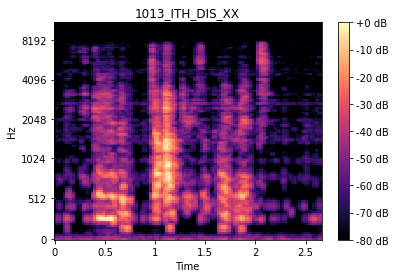 1013_ITH_DIS_XX
Hz
8192
4096
2048
1024
512
0
0
0.5
1
1.5
2
2.5
Time
+0 dB
-10 dB
-20 dB
-30 dB
-40 dB
-50 dB
-60 dB
-70 dB
-80 dB